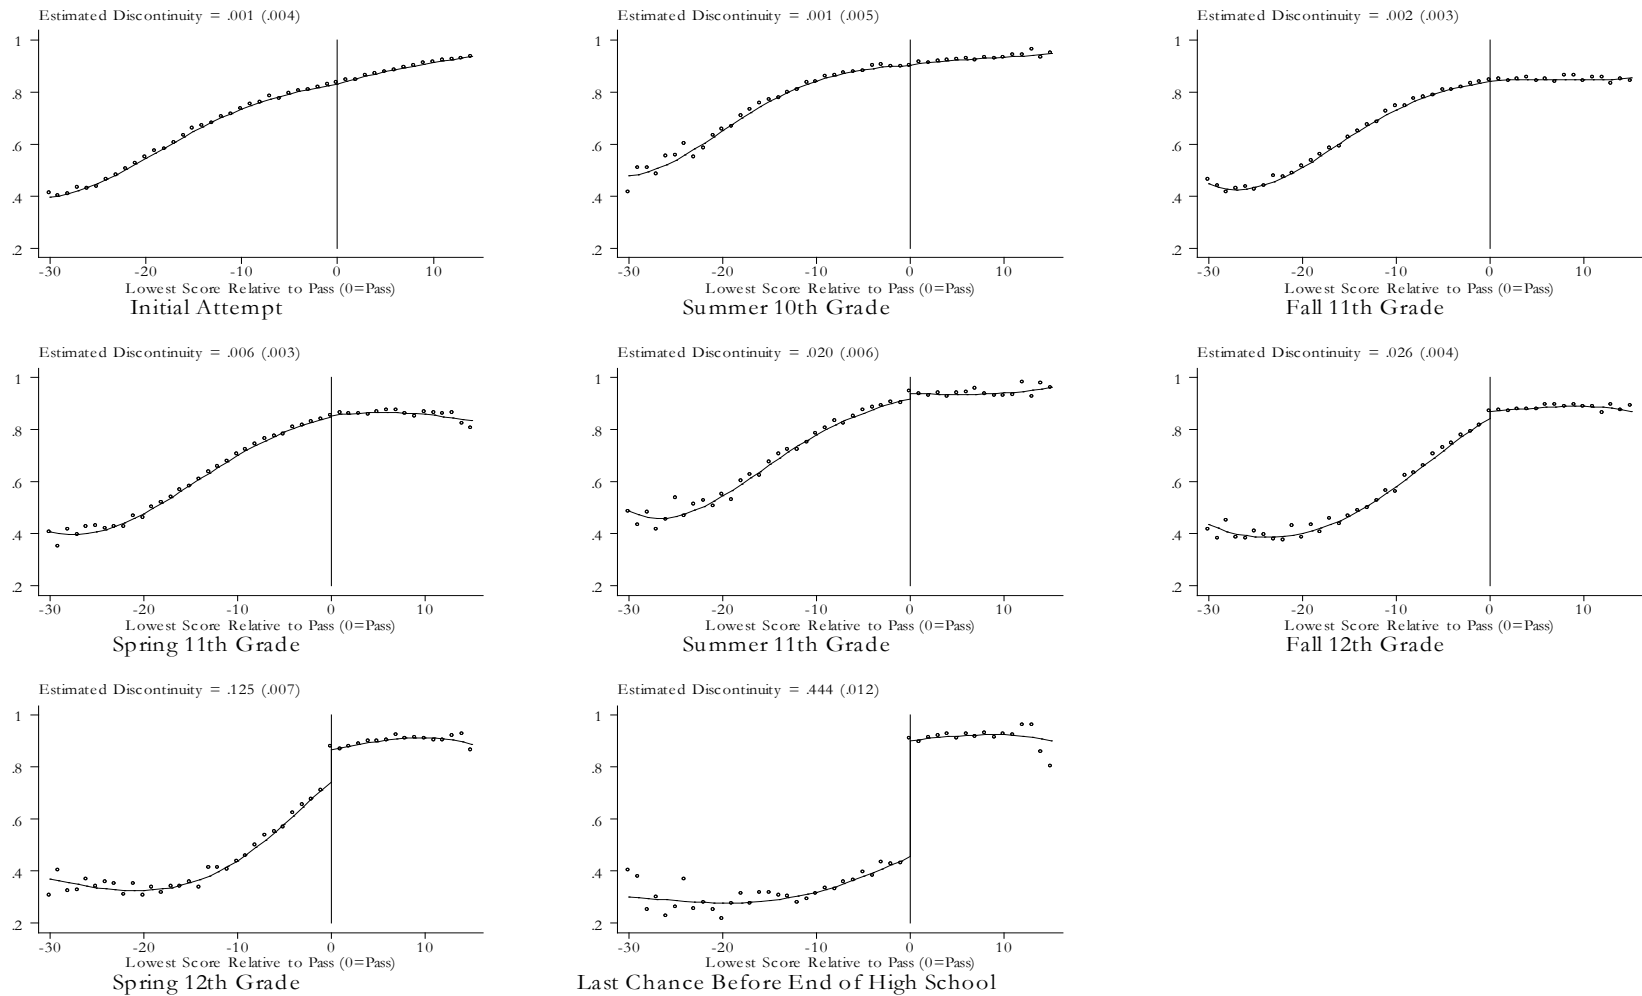 Estimated Discontinuity = .001 (.004)
1
.8
.6
.4
.2
-30 -20 -10 0 10
Lowest Score Relative to Pass (0=Pass)
Initial Attempt
Estimated Discontinuity = .001 (.005)
1
.8
.6
.4
.2
-30 -20 -10 0 10
Lowest Score Relative to Pass (0=Pass)
Summer 10th Grade
Estimated Discontinuity = .002 (.003)
1
.8
.6
.4
.2
-30 -20 -10 0 10
Lowest Score Relative to Pass (0=Pass)
Fall 11th Grade
Estimated Discontinuity = .006 (.003)
1
.8
.6
.4
.2
-30 -20 -10 0 10
Lowest Score Relative to Pass (0=Pass)
Spring 11th Grade
Estimated Discontinuity = .020 (.006)
1
.8
.6
.4
.2
-30 -20 -10 0 10
Lowest Score Relative to Pass (0=Pass)
Summer 11th Grade
Estimated Discontinuity = .026 (.004)
1
.8
.6
.4
.2
-30 -20 -10 0 10
Lowest Score Relative to Pass (0=Pass)
Fall 12th Grade
Estimated Discontinuity = .125 (.007)
1
.8
.6
.4
.2
-30 -20 -10 0 10
Lowest Score Relative to Pass (0=Pass)
Spring 12th Grade
Estimated Discontinuity = .444 (.012)
1
.8
.6
.4
.2
-30 -20 -10 0 10
Lowest Score Relative to Pass (0=Pass)
Last Chance Before End of High School